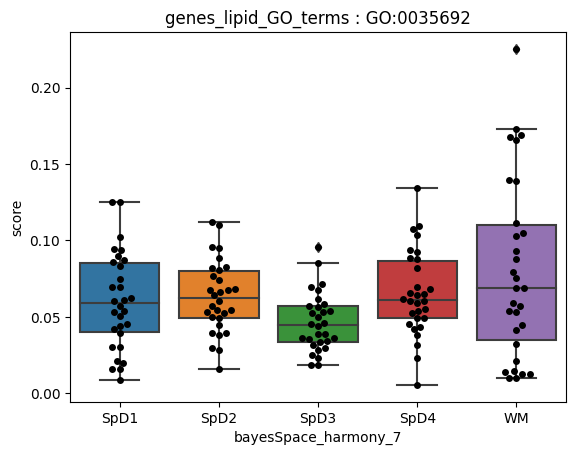 genes_lipid_GO_terms : GO:0035692
score
0.20
0.15
0.10
0.05
0.00
SpD1 SpD2 SpD3 SpD4 WM
bayesSpace_harmony_7